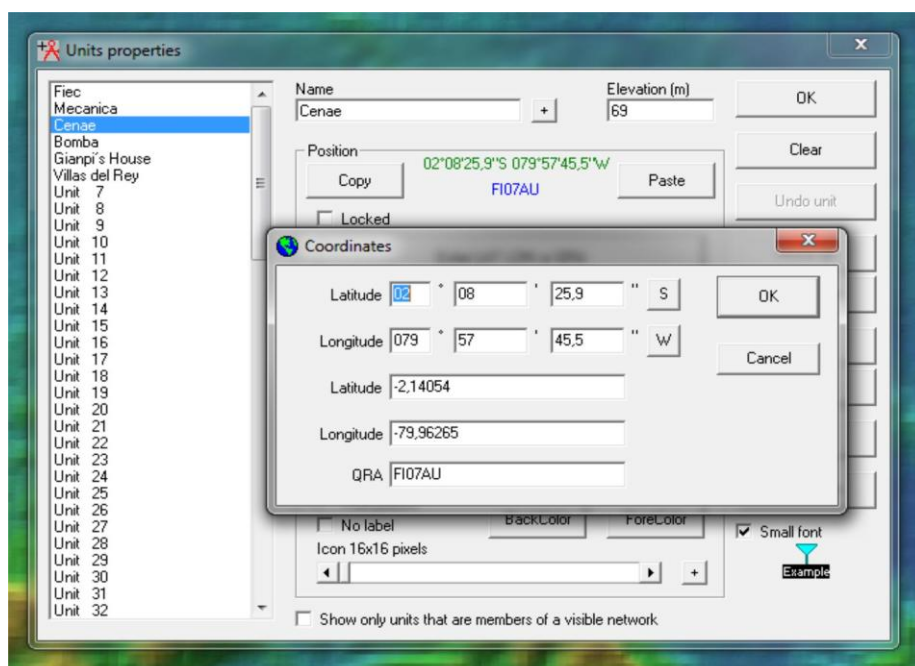 Units properties
Fiec
Mecanica
Cenae
Bomba
Gianpi´s House
Villas del Rey
Unit 7
Unit 8
Unit 9
Unit 10
Unit 11
Unit 12
Unit 13
Unit 14
Unit 15
Unit 16
Unit 17
Unit 18
Unit 19
Unit 20
Unit 21
Unit 22
Unit 23
Unit 24
Unit 25
Unit 26
Unit 27
Unit 28
Unit 29
Unit 30
Unit 31
Unit 32
Name
Cenae
+
Elevation (m)
69
OK
Position
Copy
02°08'25,9"S 079°57'45,5"W
FI07AU
Paste
Clear
Undo unit
Locked
Coordinates
Latitude 02 ° 08 ' 25,9 " S
Longitude 079 ° 57 ' 45,5 " W
Latitude -2,14054
Longitude -79,96265
QRA FI07AU
OK
Cancel
No label
BackColor
ForeColor
Small font
Icon 16x16 pixels
+
Example
Show only units that are members of a visible network